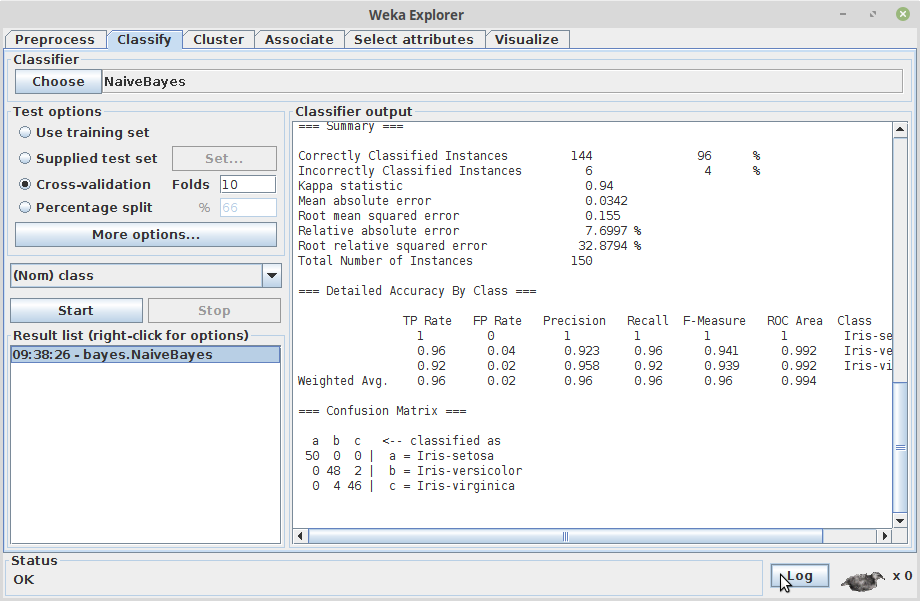 Weka Explorer
Preprocess Classify Cluster Associate Select attributes Visualize
Classifier
Choose NaiveBayes
Test options
Use training set
Supplied test set Set...
Cross-validation Folds 10
Percentage split % 66
More options...
(Nom) class
Start Stop
Result list (right-click for options)
09:38:26 - bayes.NaiveBayes
Classifier output
=== Summary ===
Correctly Classified Instances 144 96 %
Incorrectly Classified Instances 6 4 %
Kappa statistic 0.94
Mean absolute error 0.0342
Root mean squared error 0.155
Relative absolute error 7.6997 %
Root relative squared error 32.8794 %
Total Number of Instances 150
=== Detailed Accuracy By Class ===
TP Rate FP Rate Precision Recall F-Measure ROC Area Class
1 0 1 1 1 1 Iris-se
0.96 0.04 0.923 0.96 0.941 0.992 Iris-ve
0.92 0.02 0.958 0.92 0.939 0.992 Iris-vi
Weighted Avg. 0.96 0.02 0.96 0.96 0.96 0.994
=== Confusion Matrix ===
a b c <-- classified as
50 0 0 | a = Iris-setosa
0 48 2 | b = Iris-versicolor
0 4 46 | c = Iris-virginica
Status
OK
Log x 0